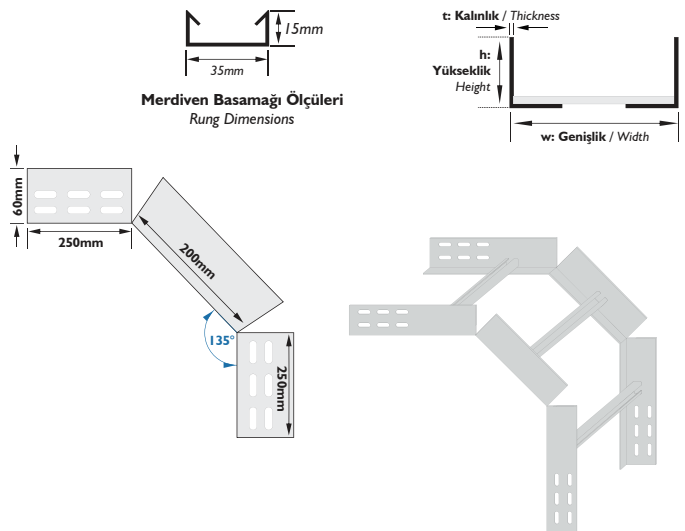 15mm
35mm
Merdiven Basamağı Ölçüleri
Rung Dimensions
t: Kalınlık / Thickness
h:
Yükseklik
Height
w: Genişlik / Width
60mm
250mm
200mm
135°
250mm